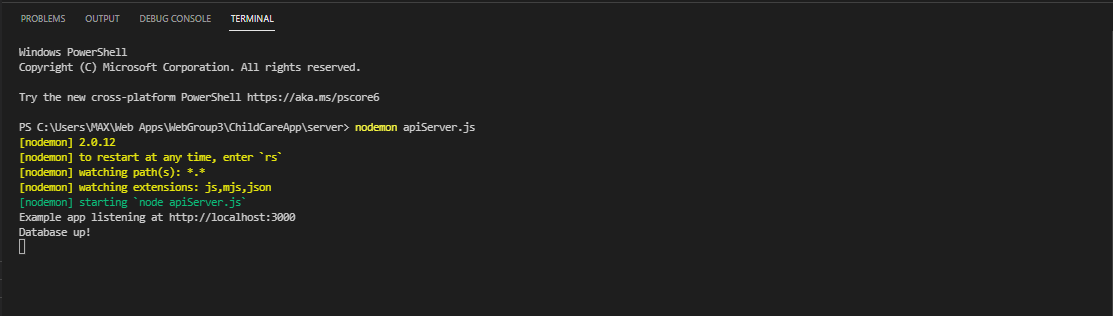 PROBLEMS OUTPUT DEBUG CONSOLE TERMINAL
Windows PowerShell
Copyright (C) Microsoft Corporation. All rights reserved.
Try the new cross-platform PowerShell https://aka.ms/pscore6
PS C:\Users\MAX\Web Apps\WebGroup3\ChildCareApp\server> nodemon apiServer.js
[nodemon] 2.0.12
[nodemon] to restart at any time, enter `rs`
[nodemon] watching path(s): *.*
[nodemon] watching extensions: js,mjs,json
[nodemon] starting `node apiServer.js`
Example app listening at http://localhost:3000
Database up!